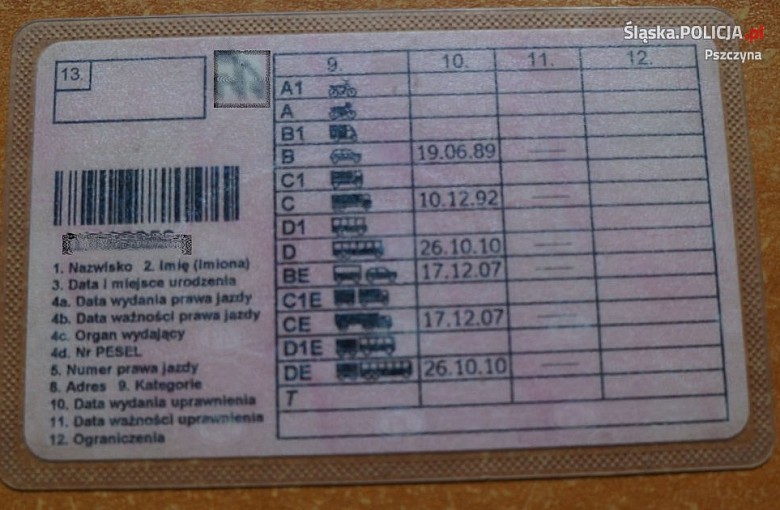 Śląska.POLICJA.pl
Pszczyna
13.
9. 10. 11. 12.
A1
A
B1
B 19.06.89 —
C1
C 10.12.92 —
D1
D 26.10.10 —
BE 17.12.07 —
C1E
CE 17.12.07 —
D1E
DE 26.10.10 —
T
1. Nazwisko 2. Imię (imiona)
3. Data i miejsce urodzenia
4a. Data wydania prawa jazdy
4b. Data ważności prawa jazdy
4c. Organ wydający
4d. Nr PESEL
5. Numer prawa jazdy
8. Adres 9. Kategorie
10. Data wydania uprawnienia
11. Data ważności uprawnienia
12. Ograniczenia